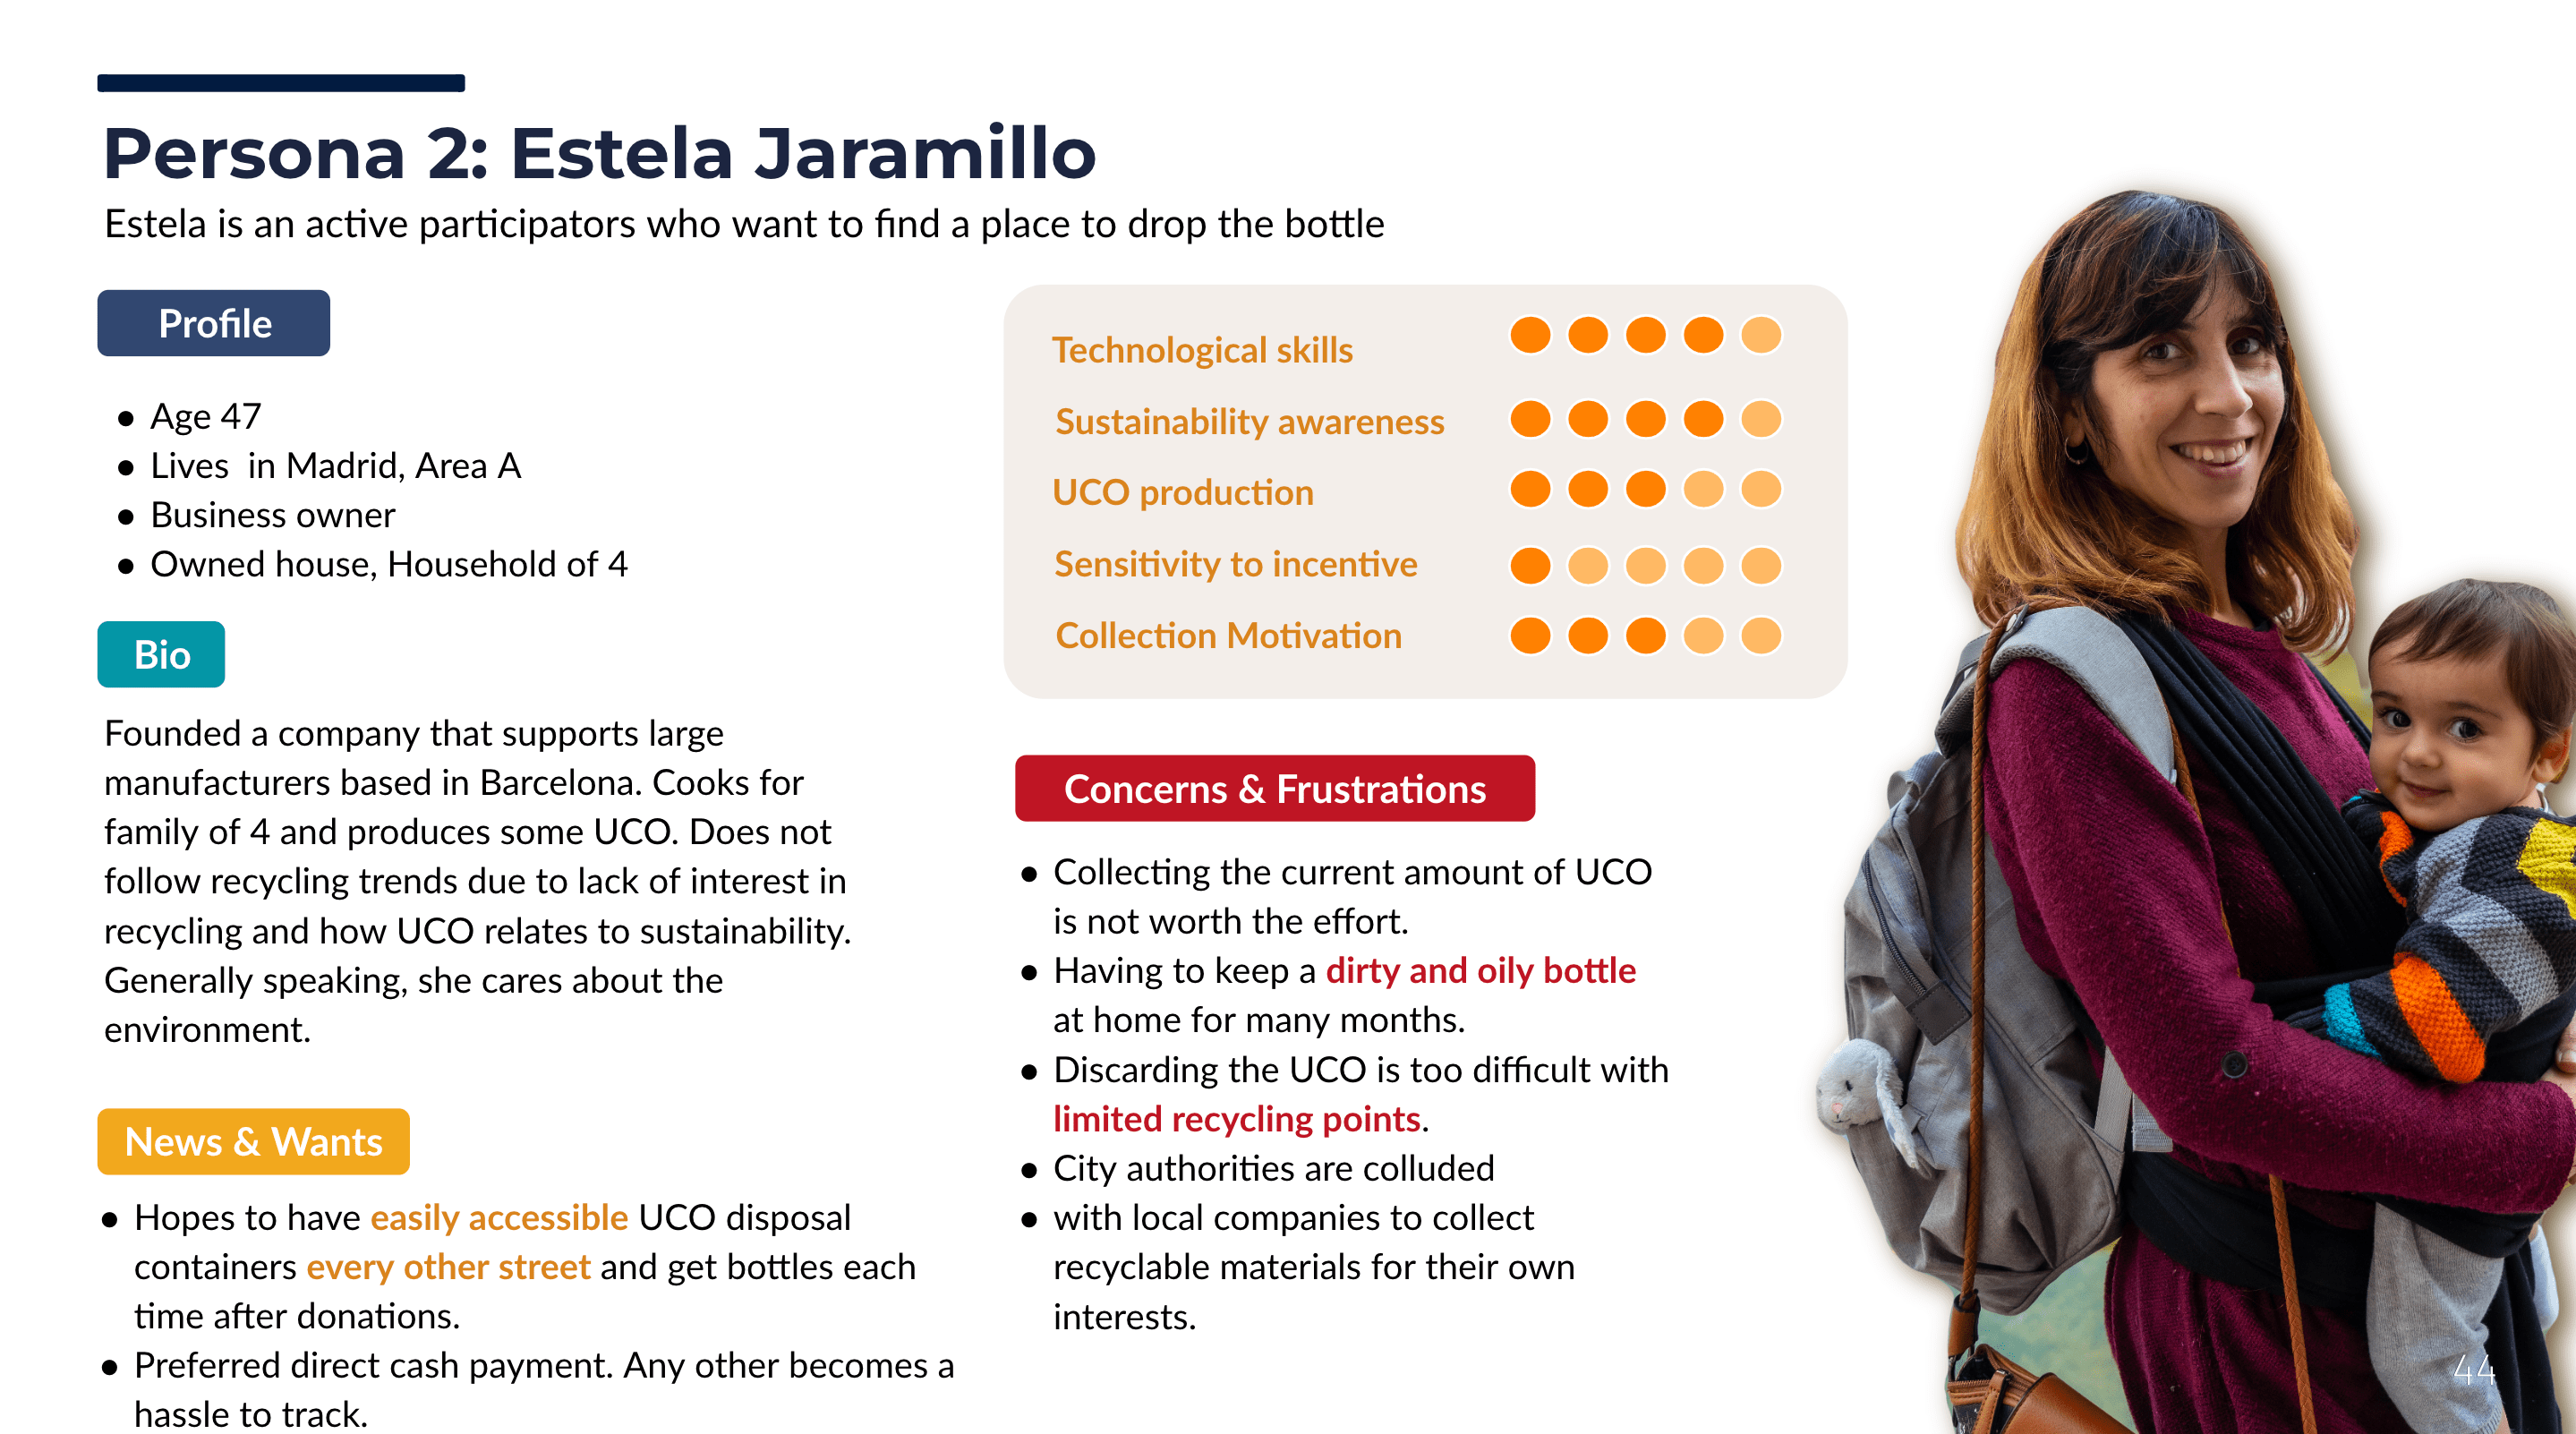 Persona 2: Estela Jaramillo
Estela is an active participators who want to find a place to drop the bottle
Profile
● Age 47
● Lives  in Madrid, Area A
● Business owner
● Owned house, Household of 4
Bio
Founded a company that supports large
manufacturers based in Barcelona. Cooks for
family of 4 and produces some UCO. Does not
follow recycling trends due to lack of interest in
recycling and how UCO relates to sustainability.
Generally speaking, she cares about the
environment.
News & Wants
● Hopes to have easily accessible UCO disposal
containers every other street and get bottles each
time after donations.
● Preferred direct cash payment. Any other becomes a
hassle to track.
Technological skills
Sustainability awareness
UCO production
Sensitivity to incentive
Collection Motivation
Concerns & Frustrations
● Collecting the current amount of UCO
is not worth the effort.
● Having to keep a dirty and oily bottle
at home for many months.
● Discarding the UCO is too difficult with
limited recycling points.
● City authorities are colluded
● with local companies to collect
recyclable materials for their own
interests.
44